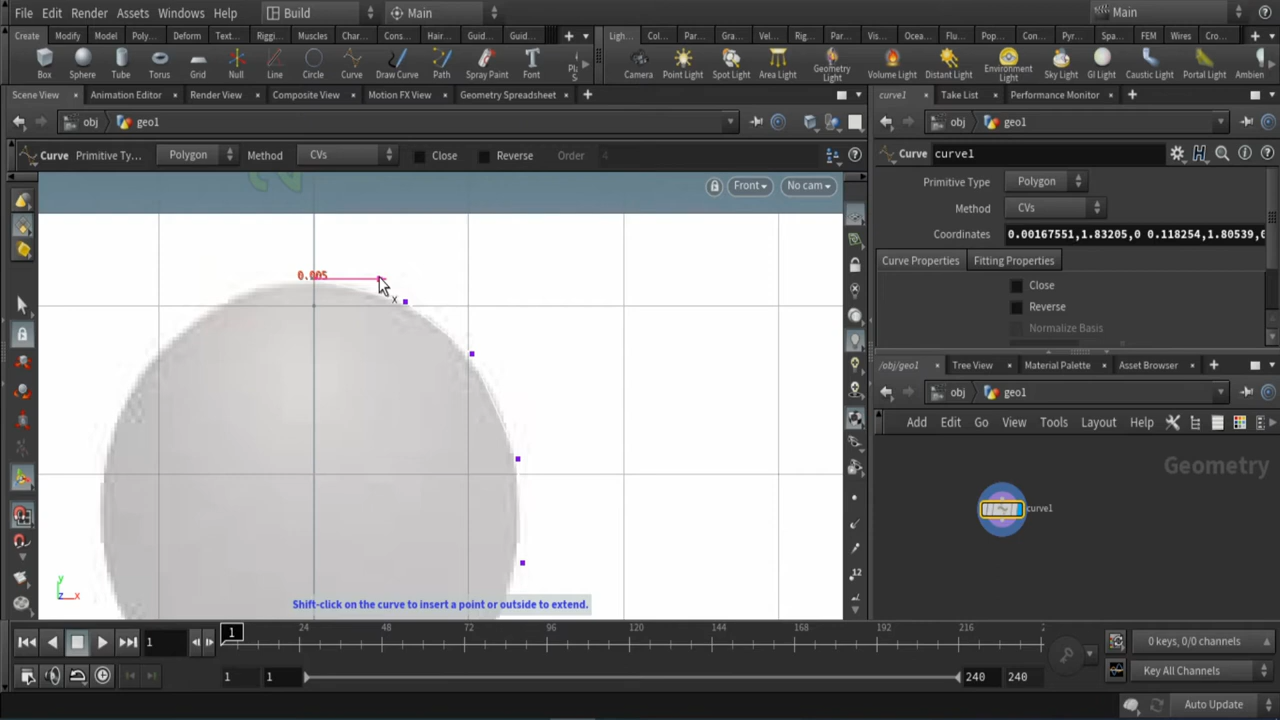 File Edit Render Assets Windows Help Build Main Main
Create Modify Model Poly... Deform Text... Riggi... Muscles Char... Cons... Hair... Guid... Guid... Ligh... Col... Par... Gra... Vel... Rig... Par... Vis... Ocea... Flu... Pop... Con... Pyr... Spa... FEM Wires Cro...
Box Sphere Tube Torus Grid Null Line Circle Curve Draw Curve Path Spray Paint Font Camera Point Light Spot Light Area Light Geometry Light Volume Light Distant Light Environment Light Sky Light GI Light Caustic Light Portal Light Ambien
Scene View Animation Editor Render View Composite View Motion FX View Geometry Spreadsheet curve1 Take List Performance Monitor
obj geo1 obj geo1
Curve Primitive Ty... Polygon Method CVs Close Reverse Order 4 Curve curve1
Front No cam
Primitive Type Polygon
Method CVs
Coordinates 0.00167551,1.83205,0 0.118254,1.80539,0
Curve Properties Fitting Properties
0.005
x
Close
Reverse
Normalize Basis
/obj/geo1 Tree View Material Palette Asset Browser
obj geo1
Add Edit Go View Tools Layout Help
Geometry
curve1
12
y
z x
Shift-click on the curve to insert a point or outside to extend.
1 1 24 48 72 96 120 144 168 192 216 0 keys, 0/0 channels
1 1 240 240 Key All Channels
Auto Update